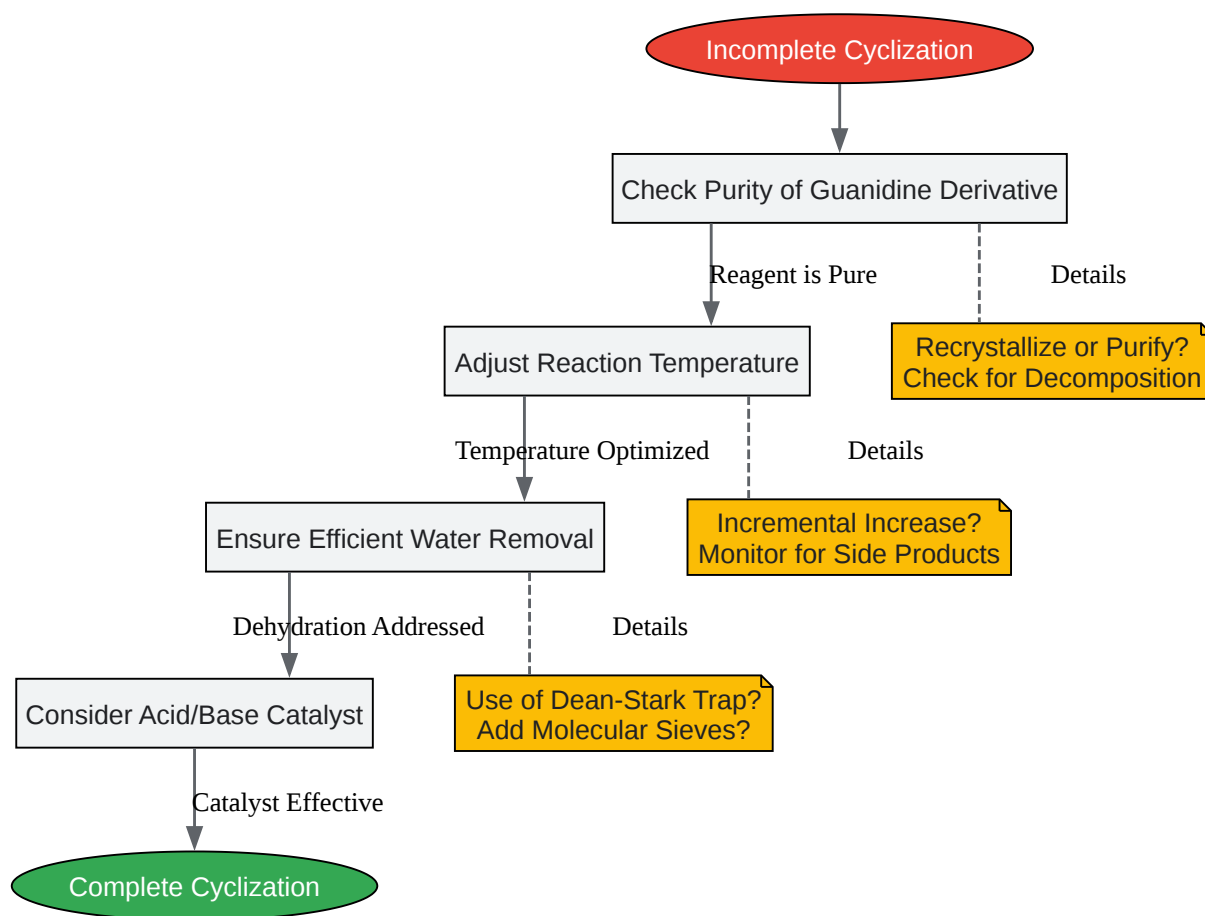 Incomplete Cyclization
Check Purity of Guanidine Derivative
Reagent is Pure
Details
Adjust Reaction Temperature
Recrystallize or Purify?
Check for Decomposition
Temperature Optimized
Details
Ensure Efficient Water Removal
Incremental Increase?
Monitor for Side Products
Dehydration Addressed
Details
Consider Acid/Base Catalyst
Use of Dean-Stark Trap?
Add Molecular Sieves?
Catalyst Effective
Complete Cyclization